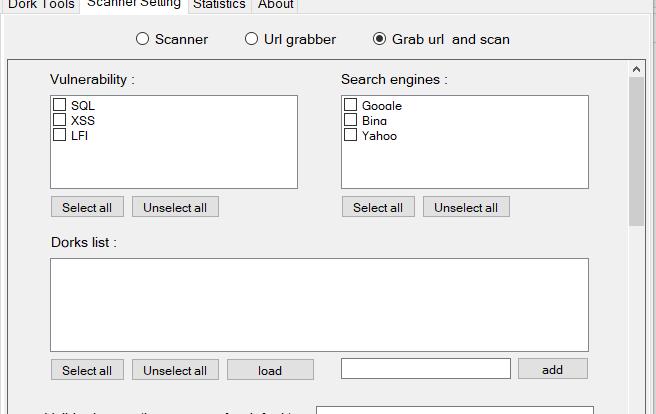 Dork Tools Scanner Setting Statistics About
Scanner Url grabber Grab url and scan
Vulnerability : Search engines :
SQL Google
XSS Bing
LFI Yahoo
Select all Unselect all Select all Unselect all
Dorks list :
Select all Unselect all load add